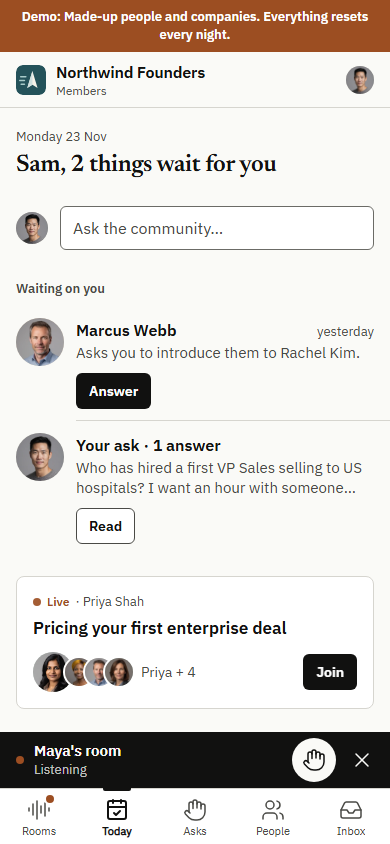 Demo: Made-up people and companies. Everything resets
every night.
Northwind Founders
Members
Monday 23 Nov
Sam, 2 things wait for you
Ask the community...
Waiting on you
Marcus Webb
yesterday
Asks you to introduce them to Rachel Kim.
Answer
Your ask · 1 answer
Who has hired a first VP Sales selling to US
hospitals? I want an hour with someone...
Read
Live · Priya Shah
Pricing your first enterprise deal
Priya + 4
Join
Maya's room
Listening
Rooms
Today
Asks
People
Inbox